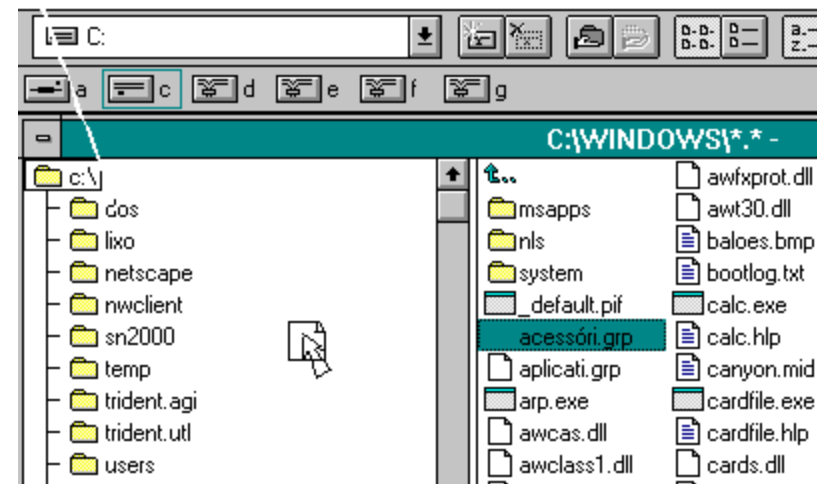 C:
a c d e f g
C:\WINDOWS\*.* -
c:\
dos
lixo
netscape
nwclient
sn2000
temp
trident.agi
trident.utl
users
msapps
nls
system
_default.pif
acessóri.grp
aplicati.grp
arp.exe
awcas.dll
awclass1.dll
awfxprot.dll
awt30.dll
baloes.bmp
bootlog.txt
calc.exe
calc.hlp
canyon.mid
cardfile.exe
cardfile.hlp
cards.dll